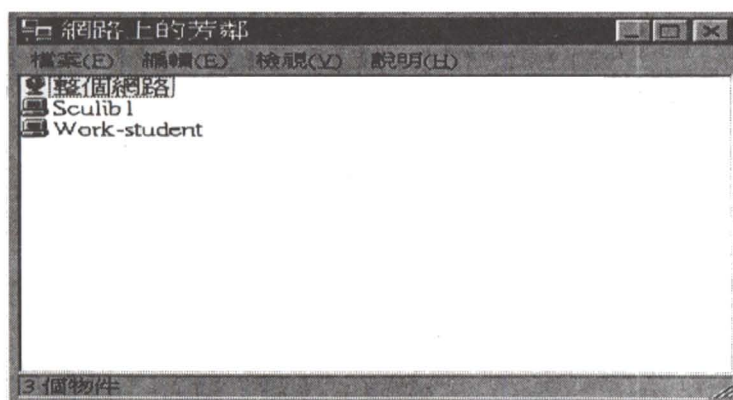 網路上的芳鄰
檔案(F) 編輯(E) 檢視(V) 說明(H)
整個網路
Sculib1
Work-student
3 個物件